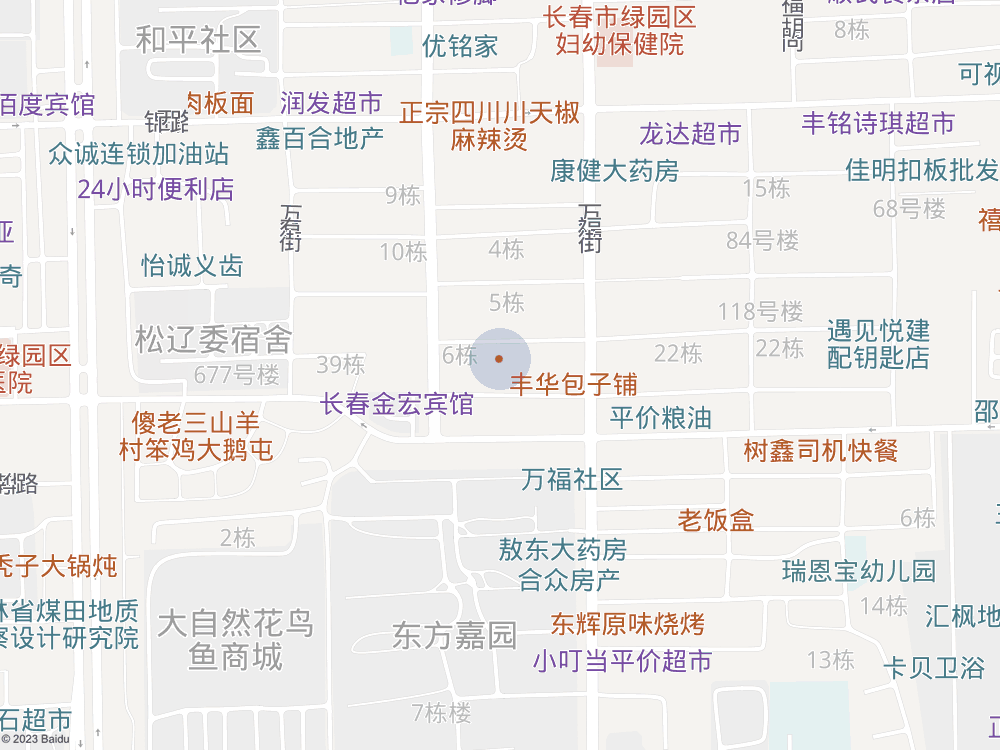 和平社区
优铭家
长春市绿园区
妇幼保健院
8栋
可视
百度宾馆
肉板面
润发超市
正宗四川川天椒
麻辣烫
龙达超市
丰铭诗琪超市
众诚连锁加油站
鑫百合地产
24小时便利店
康健大药房
佳明扣板批发
9栋
15栋
68号楼
禧
亚
万有街
万福街
10栋
4栋
84号楼
怡诚义齿
奇
5栋
118号楼
松辽委宿舍
遇见悦建
配钥匙店
绿园区
医院
39栋
6栋
22栋
22栋
677号楼
丰华包子铺
长春金宏宾馆
平价粮油
邵
傻老三山羊
村笨鸡大鹅屯
树鑫司机快餐
万福社区
路
老饭盒
6栋
2栋
敖东大药房
合众房产
秃子大锅炖
瑞恩宝幼儿园
林省煤田地质
察设计研究院
14栋
汇枫地
大自然花鸟
鱼商城
东方嘉园
东辉原味烧烤
小叮当平价超市
13栋
卡贝卫浴
7栋楼
石超市
正
© 2023 Baidu